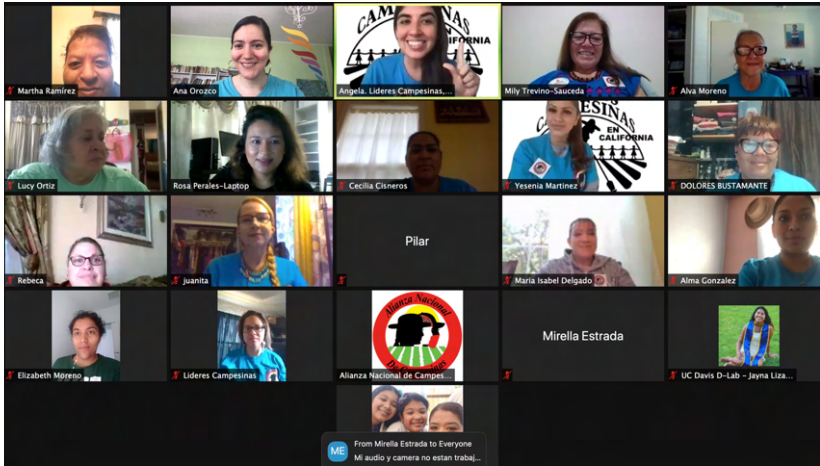 CAMPESINAS
IFORNIA
Martha Ramírez
Ana Orozco
Angela. Lideres Campesinas,...
Mily Trevino-Sauceda
Alva Moreno
PESINAS
EN
CALIFORNIA
Lucy Ortiz
Rosa Perales-Laptop
Cecilia Cisneros
Yesenia Martinez
DOLORES BUSTAMANTE
Pilar
Rebeca
juanita
Maria Isabel Delgado
Alma Gonzalez
Alianza Nacional
Mirella Estrada
Elizabeth Moreno
Lideres Campesinas
Alianza Nacional de Campes...
UC Davis D-Lab - Jayna Liza...
ME
From Mirella Estrada to Everyone
Mi audio y camera no estan trabaj...